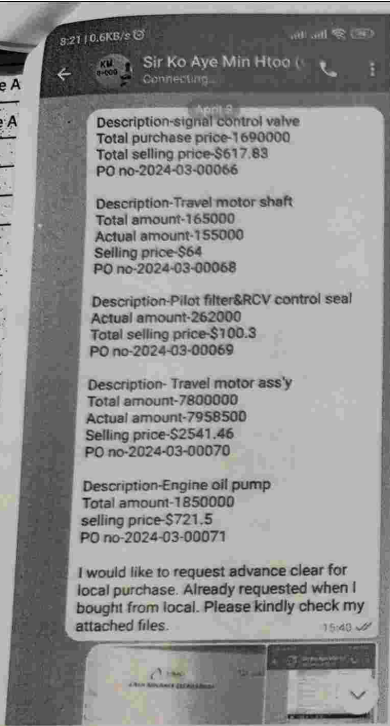 e A
8:21 | 0.6KB/s
Sir Ko Aye Min Htoo (
Connecting...
April 3
Description-signal control valve
Total purchase price-1690000
Total selling price-$617.83
PO no-2024-03-00066
Description-Travel motor shaft
Total amount-165000
Actual amount-155000
Selling price-$64
PO no-2024-03-00068
Description-Pilot filter&RCV control seal
Actual amount-262000
Total selling price-$100.3
PO no-2024-03-00069
Description- Travel motor ass'y
Total amount-7800000
Actual amount-7958500
Selling price-$2541.46
PO no-2024-03-00070
Description-Engine oil pump
Total amount-1850000
selling price-$721.5
PO no-2024-03-00071
I would like to request advance clear for
local purchase. Already requested when I
bought from local. Please kindly check my
attached files.
15:40